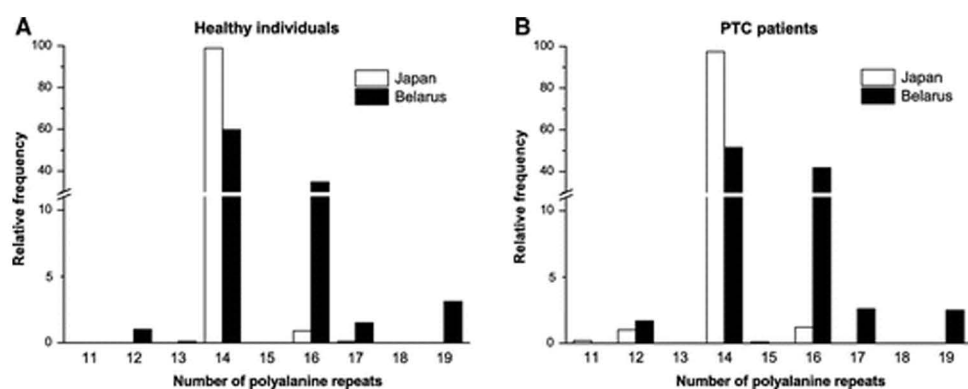 A
Healthy individuals
100
80
60
40
10
5
0
Relative frequency
Japan
Belarus
11 12 13 14 15 16 17 18 19
Number of polyalanine repeats
B
PTC patients
100
80
60
40
10
5
0
Relative frequency
Japan
Belarus
11 12 13 14 15 16 17 18 19
Number of polyalanine repeats